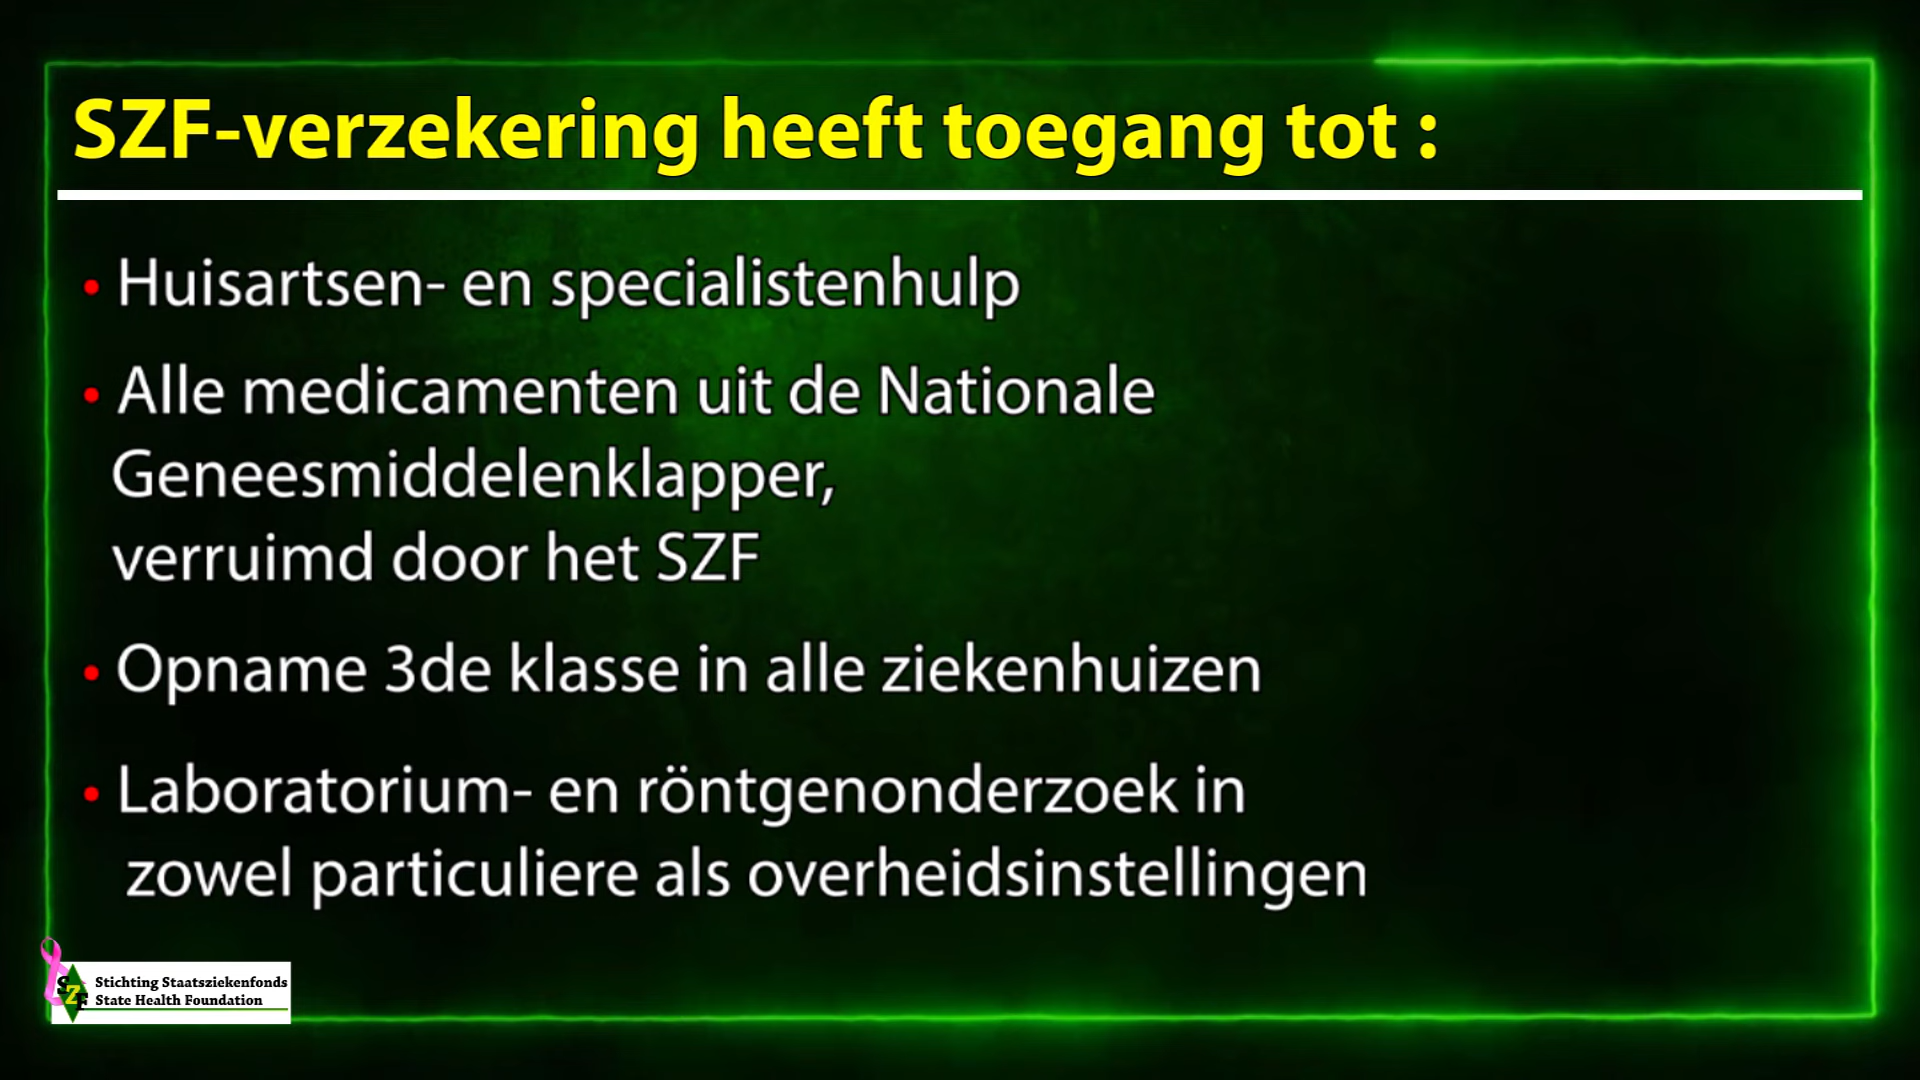 SZF-verzekering heeft toegang tot :
• Huisartsen- en specialistenhulp
• Alle medicamenten uit de Nationale
Geneesmiddelenklapper,
verruimd door het SZF
• Opname 3de klasse in alle ziekenhuizen
• Laboratorium- en röntgenonderzoek in
zowel particuliere als overheidsinstellingen
SZF
Stichting Staatsziekenfonds
State Health Foundation